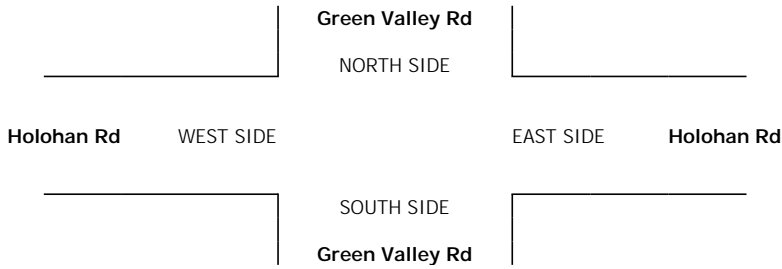 Green Valley Rd
NORTH SIDE
Holohan Rd WEST SIDE EAST SIDE Holohan Rd
SOUTH SIDE
Green Valley Rd